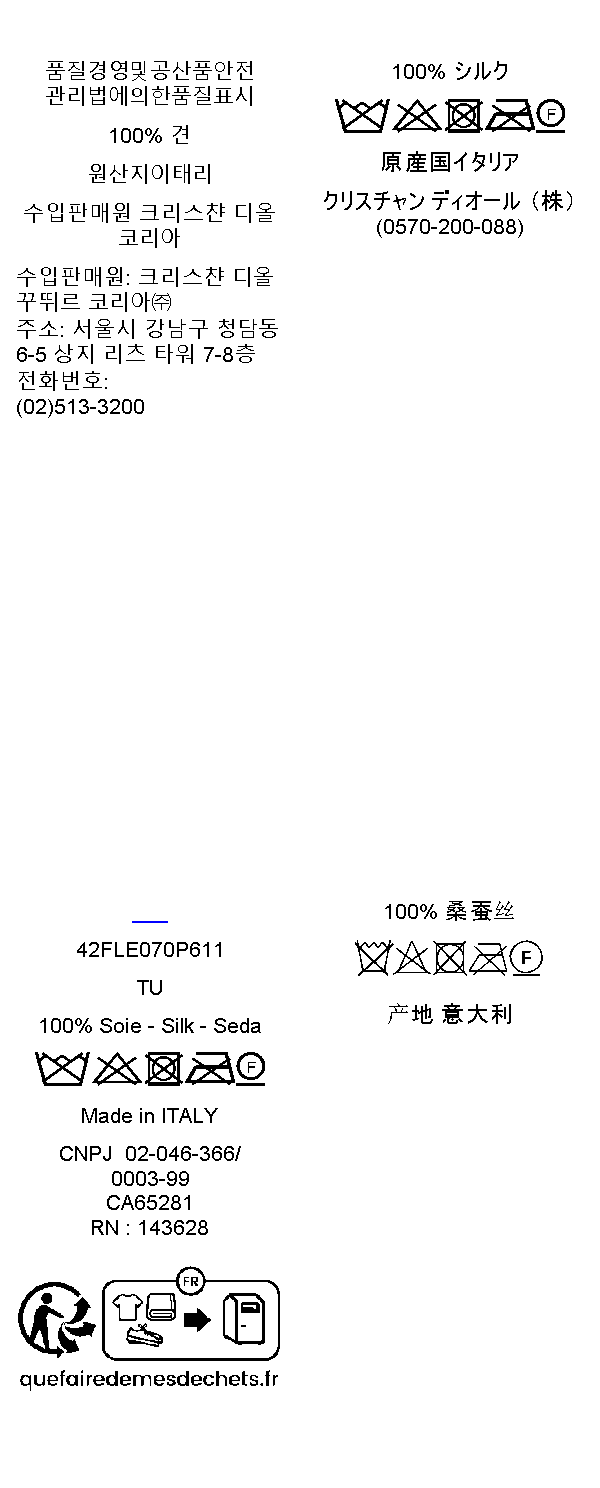 품질경영및공산품안전
관리법에의한품질표시
100% 견
원산지이태리
수입판매원 크리스챤 디올
코리아
수입판매원: 크리스챤 디올
꾸뛰르 코리아㈜
주소: 서울시 강남구 청담동
6-5 상지 리츠 타워 7-8층
전화번호:
(02)513-3200
100% シルク
F
原産国イタリア
クリスチャン ディオール（株）
(0570-200-088)
42FLE070P611
TU
100% Soie - Silk - Seda
F
Made in ITALY
CNPJ 02-046-366/
0003-99
CA65281
RN : 143628
FR
quefairedemesdechets.fr
100% 桑蚕丝
F
产地 意大利